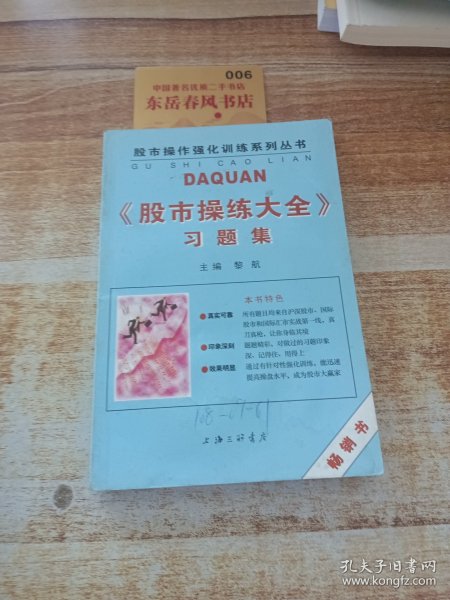 006
中国著名优质二手书店
东岳春风书店
股市操作强化训练系列丛书
GU SHI CAO LIAN
DAQUAN
《股市操练大全》
习题集
主编 黎航
本书特色
真实可靠 所有题目均来自沪深股市、国际
股市和国际汇市实战第一线，真
刀真枪，让你身临其境
印象深刻 题题精彩，对做过的习题印象
深、记得住、用得上
效果明显 通过有针对性强化训练，能迅速
提高操盘水平，成为股市大赢家
上海三联书店
畅销书
孔夫子旧书网
www.kongfz.com